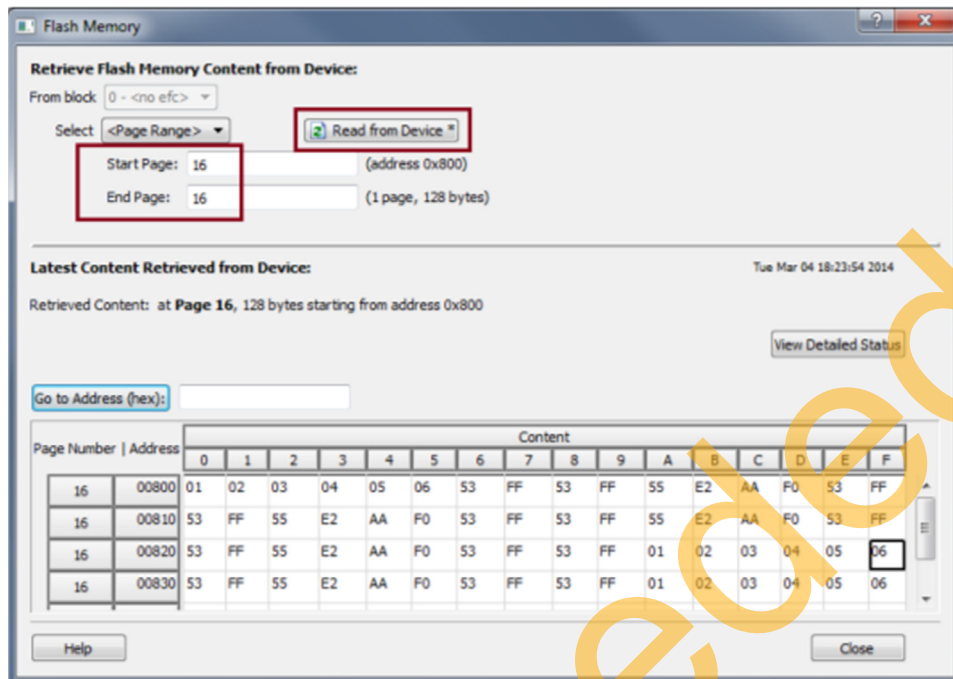 Flash Memory
Retrieve Flash Memory Content from Device:
From block 0 - <no efc>
Select <Page Range> Read from Device *
Start Page: 16 (address 0x800)
End Page: 16 (1 page, 128 bytes)
Latest Content Retrieved from Device: Tue Mar 04 18:23:54 2014
Retrieved Content: at Page 16, 128 bytes starting from address 0x800
View Detailed Status
Go to Address (hex):
Content
Page Number | Address
0 1 2 3 4 5 6 7 8 9 A B C D E F
16 00800 01 02 03 04 05 06 53 FF 53 FF 55 E2 AA F0 53 FF
16 00810 53 FF 55 E2 AA F0 53 FF 53 FF 55 E2 AA F0 53 FF
16 00820 53 FF 55 E2 AA F0 53 FF 53 FF 01 02 03 04 05 06
16 00830 53 FF 55 E2 AA F0 53 FF 53 FF 01 02 03 04 05 06
Help Close